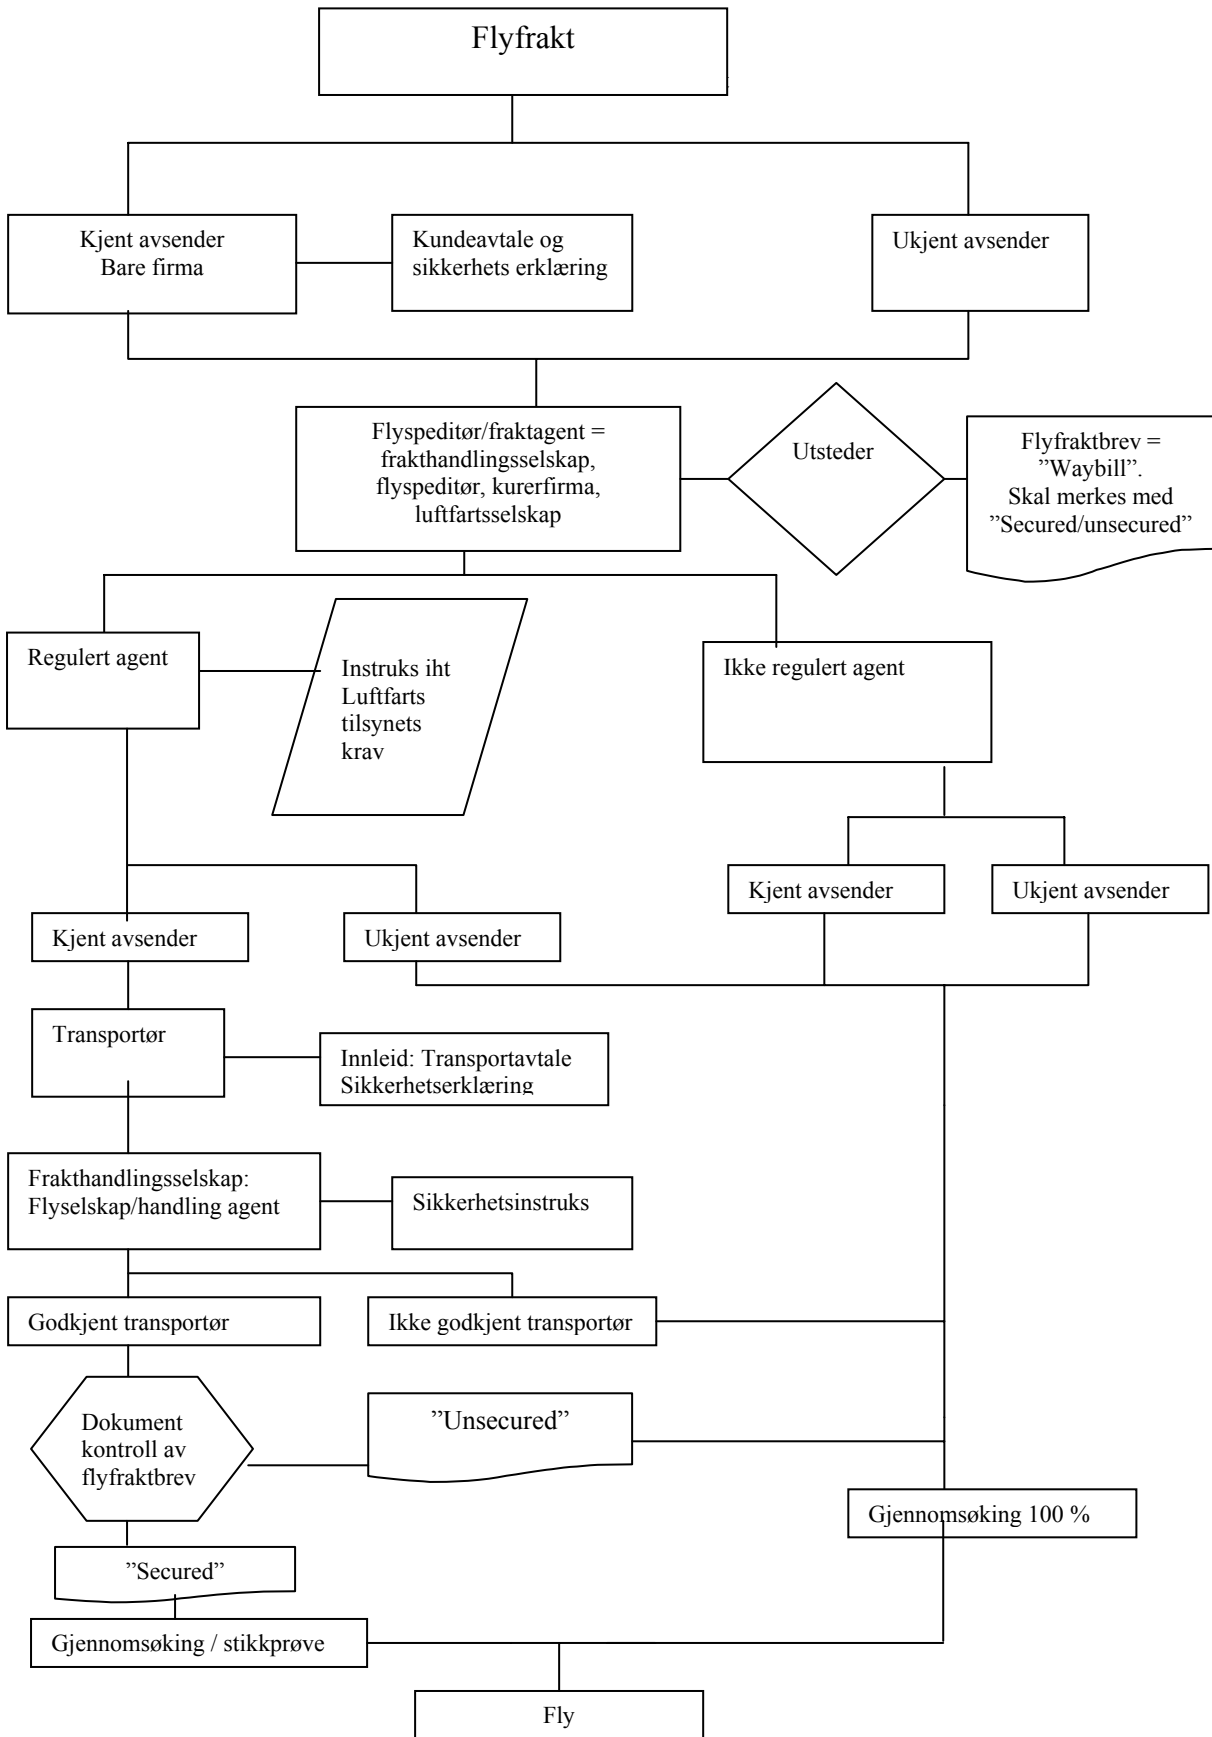 Flyfrakt
Kjent avsender
Bare firma
Kundeavtale og
sikkerhets erklæring
Ukjent avsender
Flyspeditør/fraktagent =
frakthandlingsselskap,
flyspeditør, kurerfirma,
luftfartsselskap
Utsteder
Flyfraktbrev =
”Waybill”.
Skal merkes med
”Secured/unsecured”
Regulert agent
Instruks iht
Luftfarts
tilsynets
krav
Ikke regulert agent
Kjent avsender
Ukjent avsender
Kjent avsender
Ukjent avsender
Transportør
Innleid: Transportavtale
Sikkerhetserklæring
Frakthandlingsselskap:
Flyselskap/handling agent
Sikkerhetsinstruks
Godkjent transportør
Ikke godkjent transportør
Dokument
kontroll av
flyfraktbrev
”Unsecured”
Gjennomsøking 100 %
”Secured”
Gjennomsøking / stikkprøve
Fly